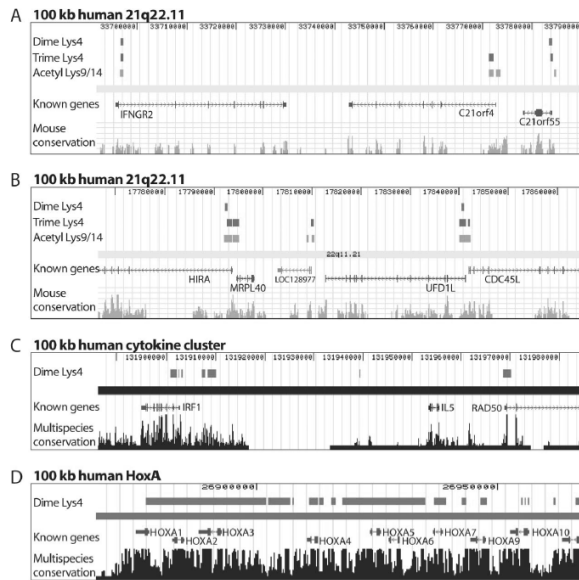 A 100 kb human 21q22.11
33700000| 33710000| 33720000| 33730000| 33740000| 33750000| 33760000| 33770000| 33780000| 33790000
Dime Lys4
Trime Lys4
Acetyl Lys9/14
Known genes
IFNGR2
C21orf4
C21orf55
Mouse
conservation
B 100 kb human 21q22.11
17780000| 17790000| 17800000| 17810000| 17820000| 17830000| 17840000| 17850000| 17860000
Dime Lys4
Trime Lys4
Acetyl Lys9/14
22q11.21
Known genes
HIRA
MRPL40
LOC128977
UFD1L
CDC45L
Mouse
conservation
C 100 kb human cytokine cluster
131900000| 131910000| 131920000| 131930000| 131940000| 131950000| 131960000| 131970000| 131980000|
Dime Lys4
Known genes
IRF1
IL5
RAD50
Multispecies
conservation
D 100 kb human HoxA
26900000| 26950000|
Dime Lys4
Known genes
HOXA1
HOXA2
HOXA3
HOXA4
HOXA5
HOXA6
HOXA7
HOXA9
HOXA10
Multispecies
conservation